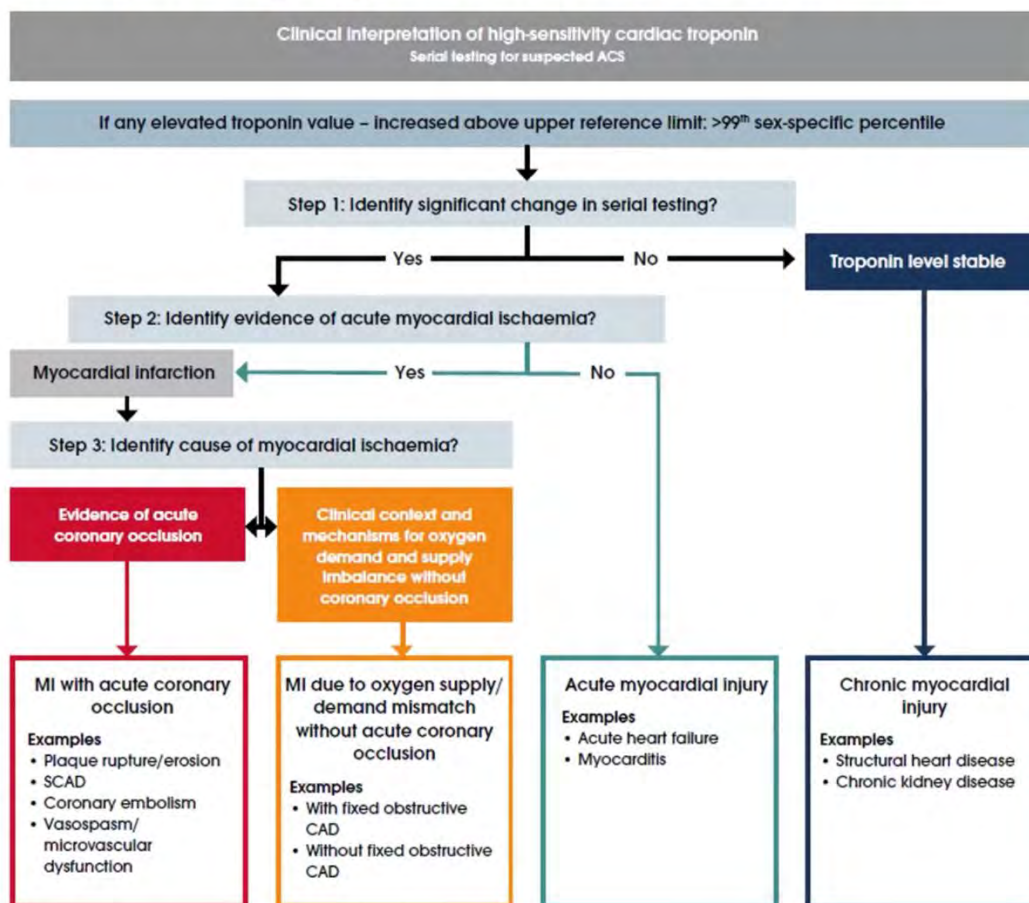 Clinical interpretation of high-sensitivity cardiac troponin
Serial testing for suspected ACS
If any elevated troponin value – increased above upper reference limit: >99th sex-specific percentile
Step 1: Identify significant change in serial testing?
Yes
No
Troponin level stable
Step 2: Identify evidence of acute myocardial ischaemia?
Myocardial infarction
Yes
No
Step 3: Identify cause of myocardial ischaemia?
Evidence of acute
coronary occlusion
Clinical context and
mechanisms for oxygen
demand and supply
imbalance without
coronary occlusion
MI with acute coronary
occlusion
Examples
• Plaque rupture/erosion
• SCAD
• Coronary embolism
• Vasospasm/
microvascular
dysfunction
MI due to oxygen supply/
demand mismatch
without acute coronary
occlusion
Examples
• With fixed obstructive
CAD
• Without fixed obstructive
CAD
Acute myocardial injury
Examples
• Acute heart failure
• Myocarditis
Chronic myocardial
injury
Examples
• Structural heart disease
• Chronic kidney disease